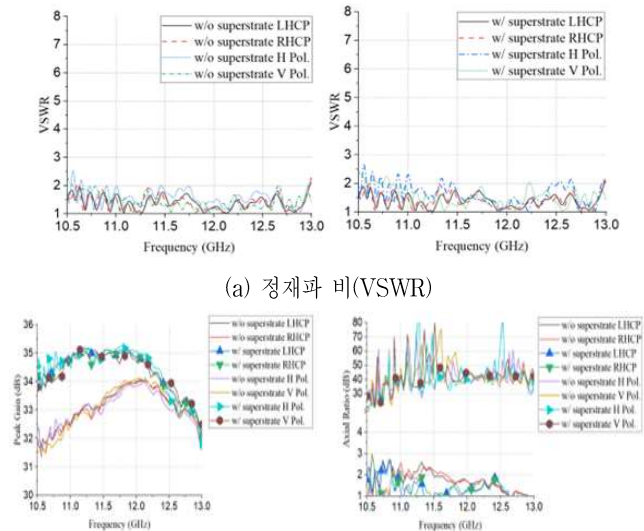 w/o superstrate LHCP
w/o superstrate RHCP
w/o superstrate H Pol.
w/o superstrate V Pol.
VSWR
8
7
6
5
4
3
2
1
10.5 11.0 11.5 12.0 12.5 13.0
Frequency (GHz)
w/ superstrate LHCP
w/ superstrate RHCP
w/ superstrate H Pol.
w/ superstrate V Pol.
VSWR
8
7
6
5
4
3
2
1
10.5 11.0 11.5 12.0 12.5 13.0
Frequency (GHz)
(a) 정재파 비(VSWR)
Peak Gain (dB)
36
35
34
33
32
31
30
10.5 11.0 11.5 12.0 12.5 13.0
Frequency (GHz)
w/o superstrate LHCP
w/o superstrate RHCP
w/ superstrate LHCP
w/ superstrate RHCP
w/o superstrate H Pol.
w/o superstrate V Pol.
w/ superstrate H Pol.
w/ superstrate V Pol.
Axial Ratio (dB)
80
70
60
50
40
30
20
4
3
2
1
10.5 11.0 11.5 12.0 12.5 13.0
Frequency (GHz)
w/o superstrate LHCP
w/o superstrate RHCP
w/ superstrate LHCP
w/ superstrate RHCP
w/o superstrate H Pol.
w/o superstrate V Pol.
w/ superstrate H Pol.
w/ superstrate V Pol.